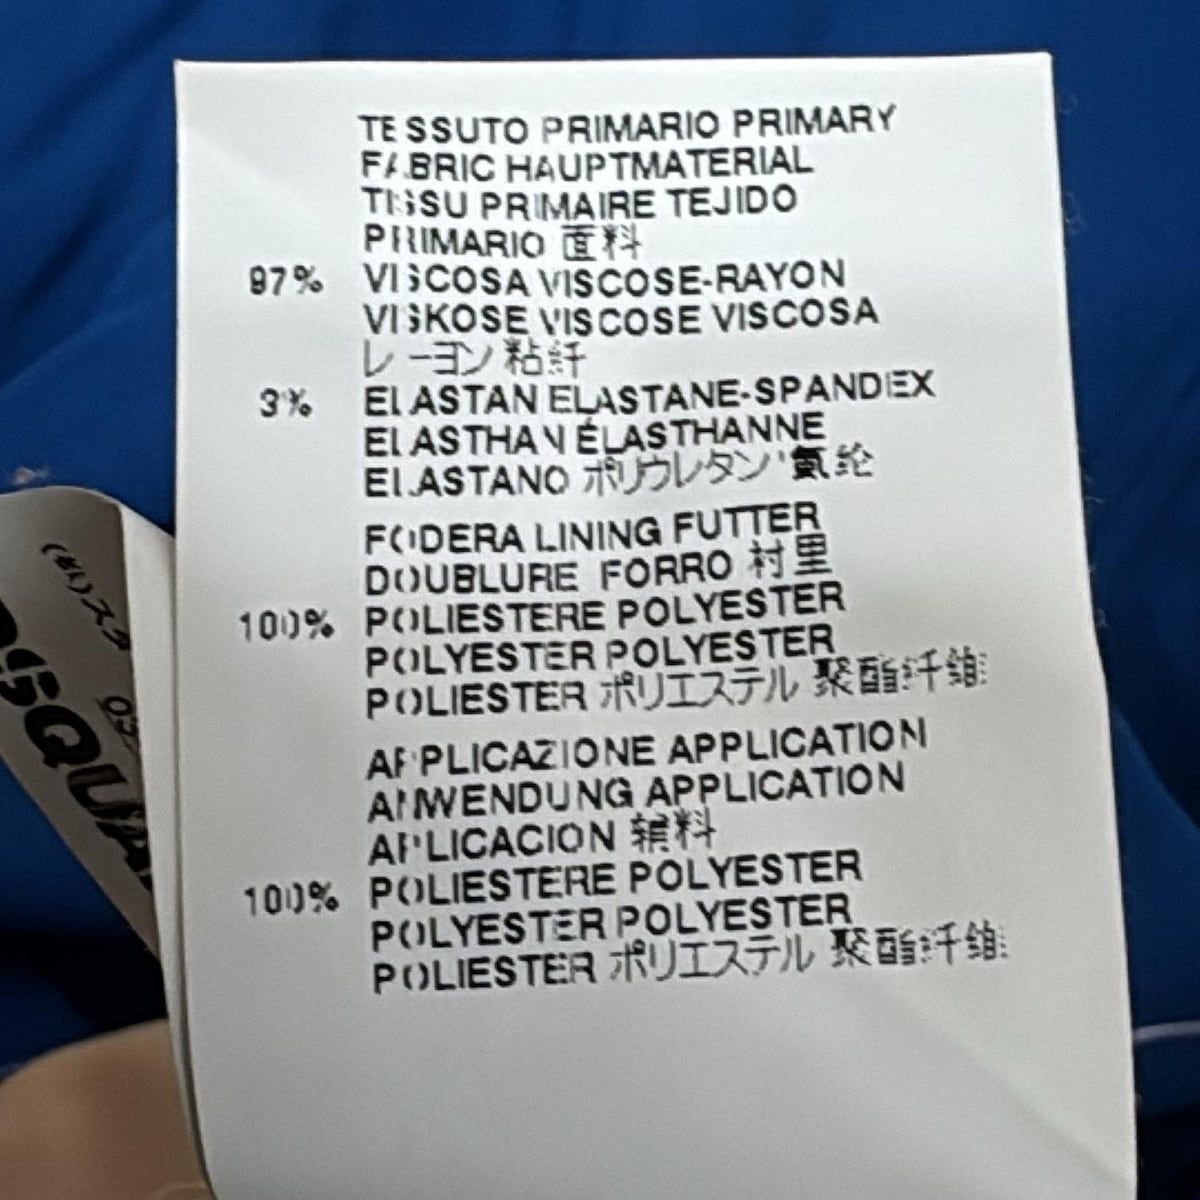 TESSUTO PRIMARIO PRIMARY
FABRIC HAUPTMATERIAL
TISSU PRIMAIRE TEJIDO
PRIMARIO 面料
97% VISCOSA VISCOSE-RAYON
VISKOSE VISCOSE VISCOSA
レーヨン 粘纤
3% ELASTAN ELASTANE-SPANDEX
ELASTHAN ÉLASTHANNE
ELASTANO ポリウレタン 氨纶
FODERA LINING FUTTER
DOUBLURE FORRO 村里
100% POLIESTERE POLYESTER
POLYESTER POLYESTER
POLIESTER ポリエステル 聚酯纤維
APPLICAZIONE APPLICATION
ANWENDUNG APPLICATION
APLICACION 辅料
100% POLIESTERE POLYESTER
POLYESTER POLYESTER
POLIESTER ポリエステル 聚酯纤維
DSQUA